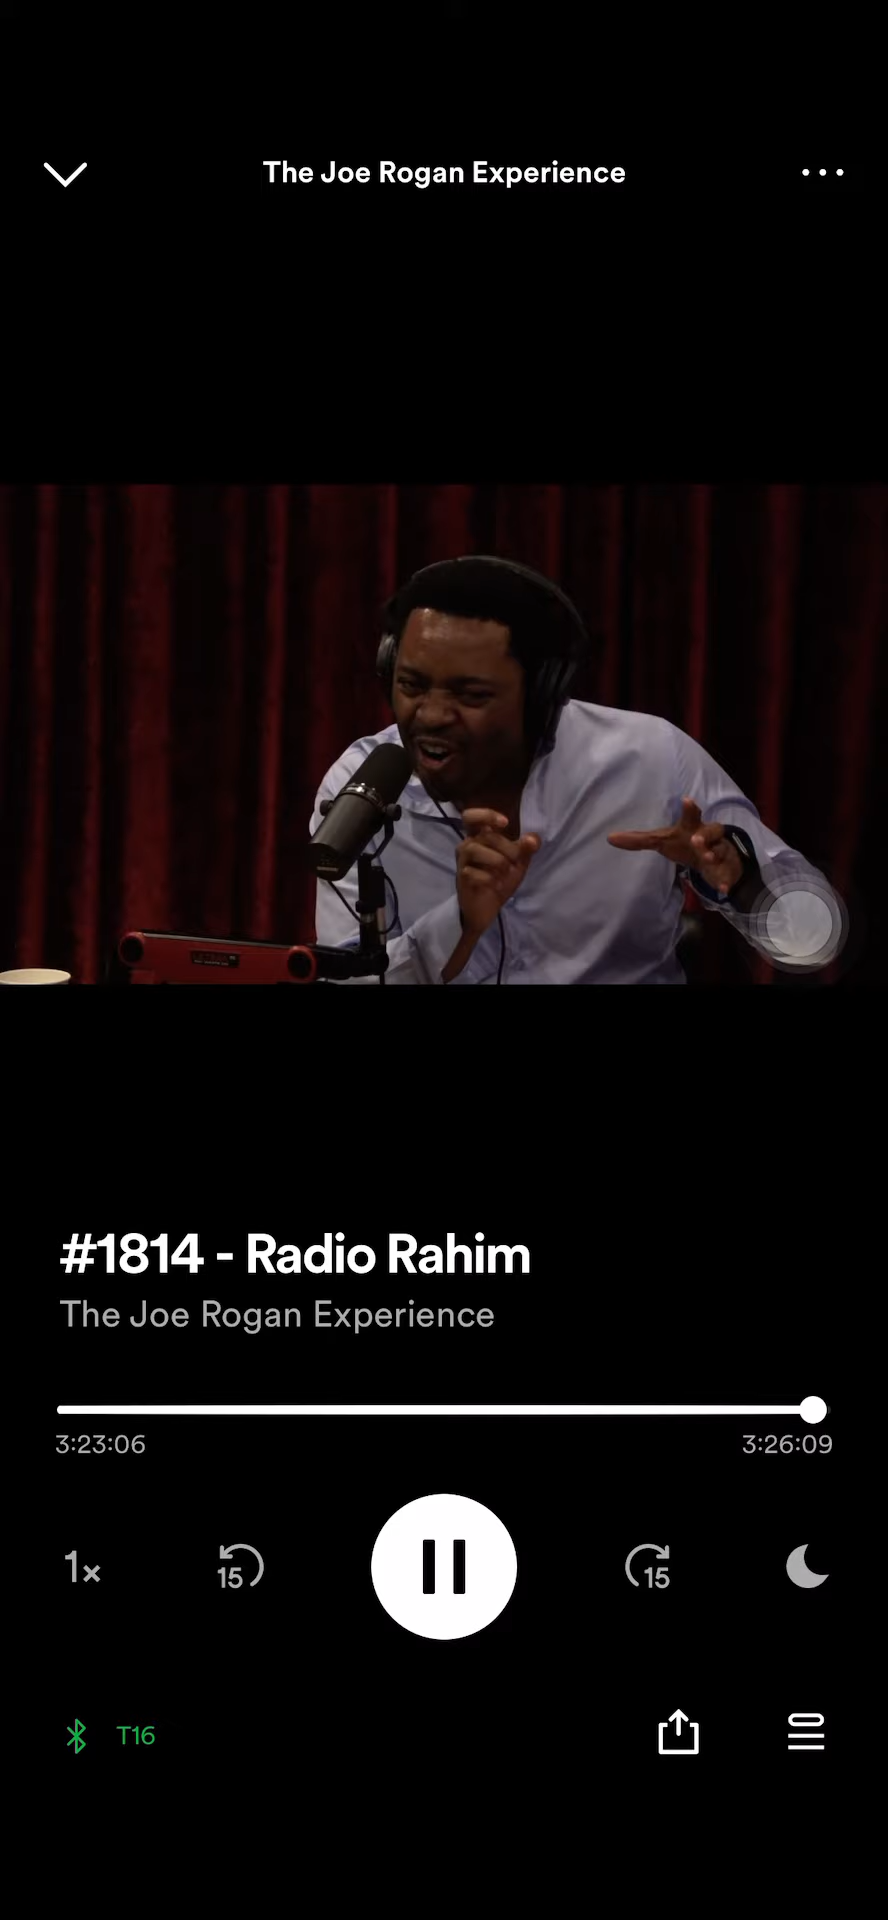 The Joe Rogan Experience
#1814 - Radio Rahim
The Joe Rogan Experience
3:23:06
3:26:09
1x
15
15
T16